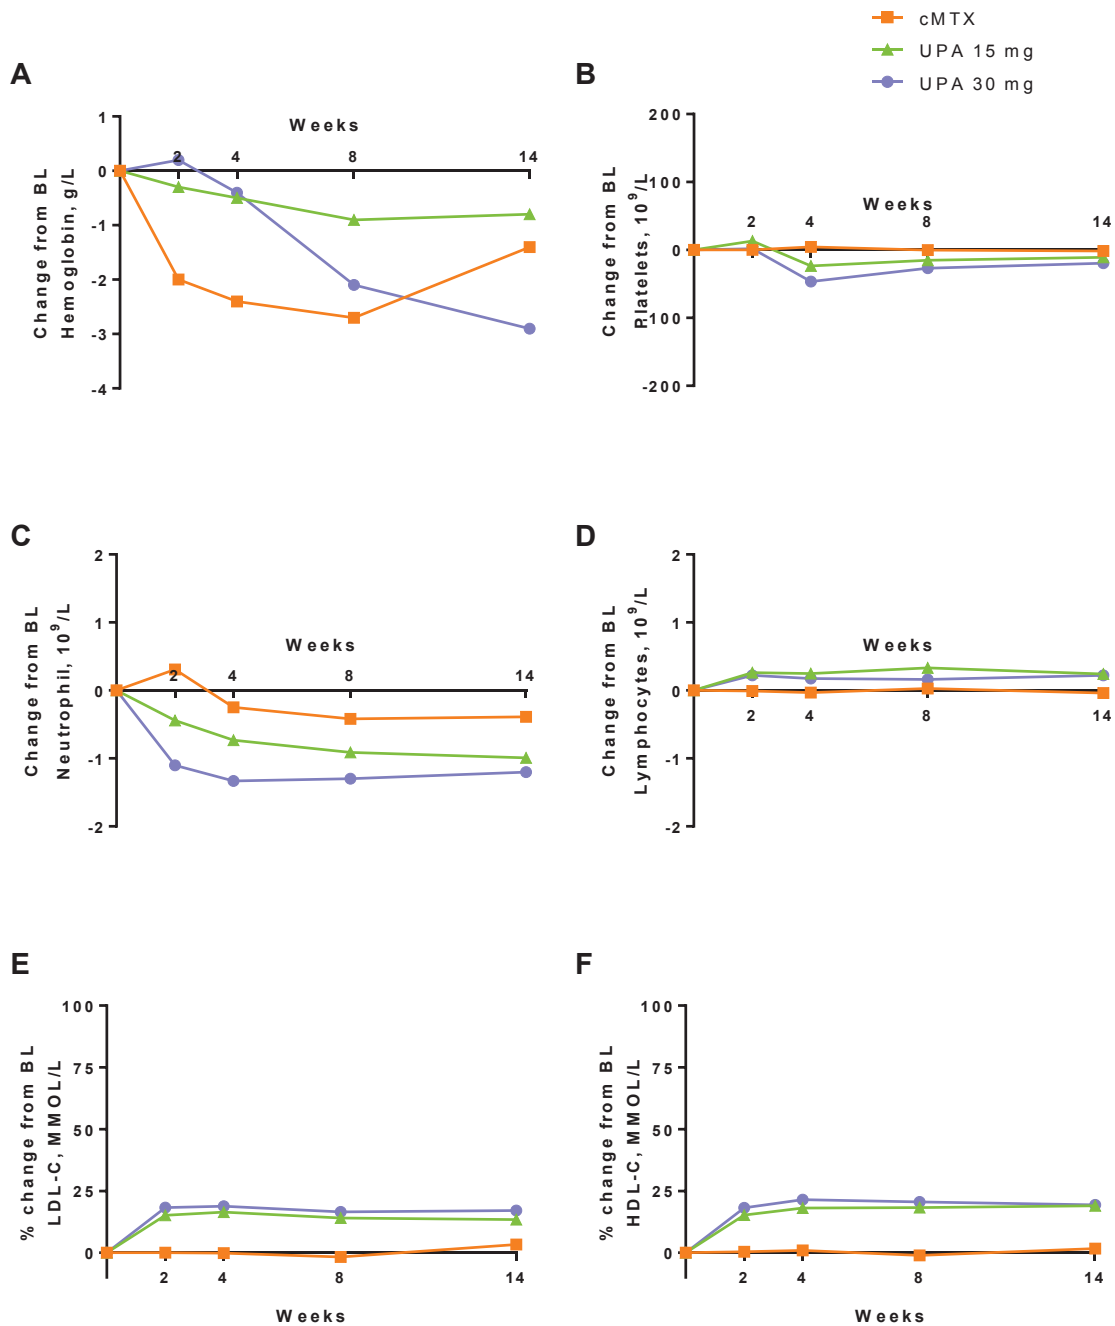 cMTX
UPA 15 mg
UPA 30 mg
A
Change from BL
Hemoglobin, g/L
Weeks
1
0
-1
-2
-3
-4
2
4
8
14
B
Change from BL
Platelets, 10⁹/L
Weeks
200
100
0
-100
-200
2
4
8
14
C
Change from BL
Neutrophil, 10⁹/L
Weeks
2
1
0
-1
-2
2
4
8
14
D
Change from BL
Lymphocytes, 10⁹/L
Weeks
2
1
0
-1
-2
2
4
8
14
E
% change from BL
LDL-C, MMOL/L
100
75
50
25
0
2
4
8
14
Weeks
F
% change from BL
HDL-C, MMOL/L
100
75
50
25
0
2
4
8
14
Weeks